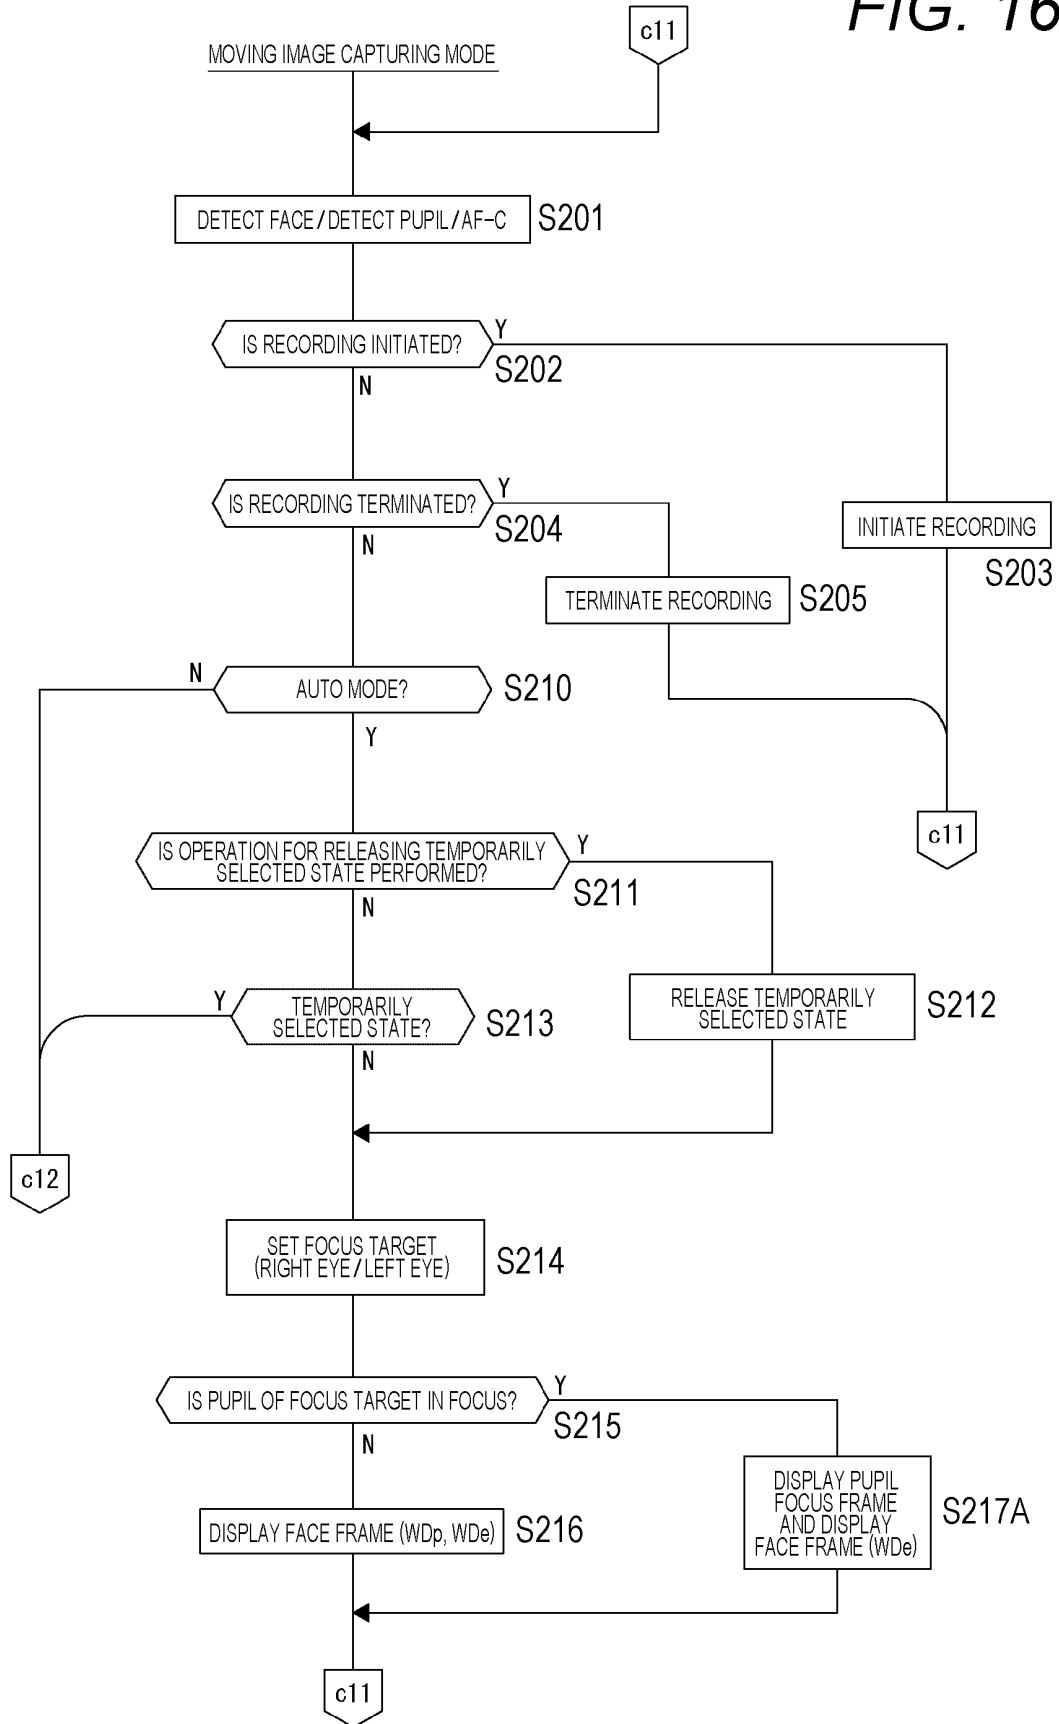 FIG. 16
c11
MOVING IMAGE CAPTURING MODE
DETECT FACE/DETECT PUPIL/AF-C
S201
IS RECORDING INITIATED?
Y
S202
N
IS RECORDING TERMINATED?
Y
S204
N
INITIATE RECORDING
S203
TERMINATE RECORDING
S205
N
AUTO MODE?
S210
Y
c11
IS OPERATION FOR RELEASING TEMPORARILY
SELECTED STATE PERFORMED?
Y
S211
N
RELEASE TEMPORARILY
SELECTED STATE
S212
Y
TEMPORARILY
SELECTED STATE?
S213
N
c12
SET FOCUS TARGET
(RIGHT EYE/LEFT EYE)
S214
IS PUPIL OF FOCUS TARGET IN FOCUS?
Y
S215
N
DISPLAY PUPIL
FOCUS FRAME
AND DISPLAY
FACE FRAME (WDe)
S217A
DISPLAY FACE FRAME (WDp, WDe)
S216
c11